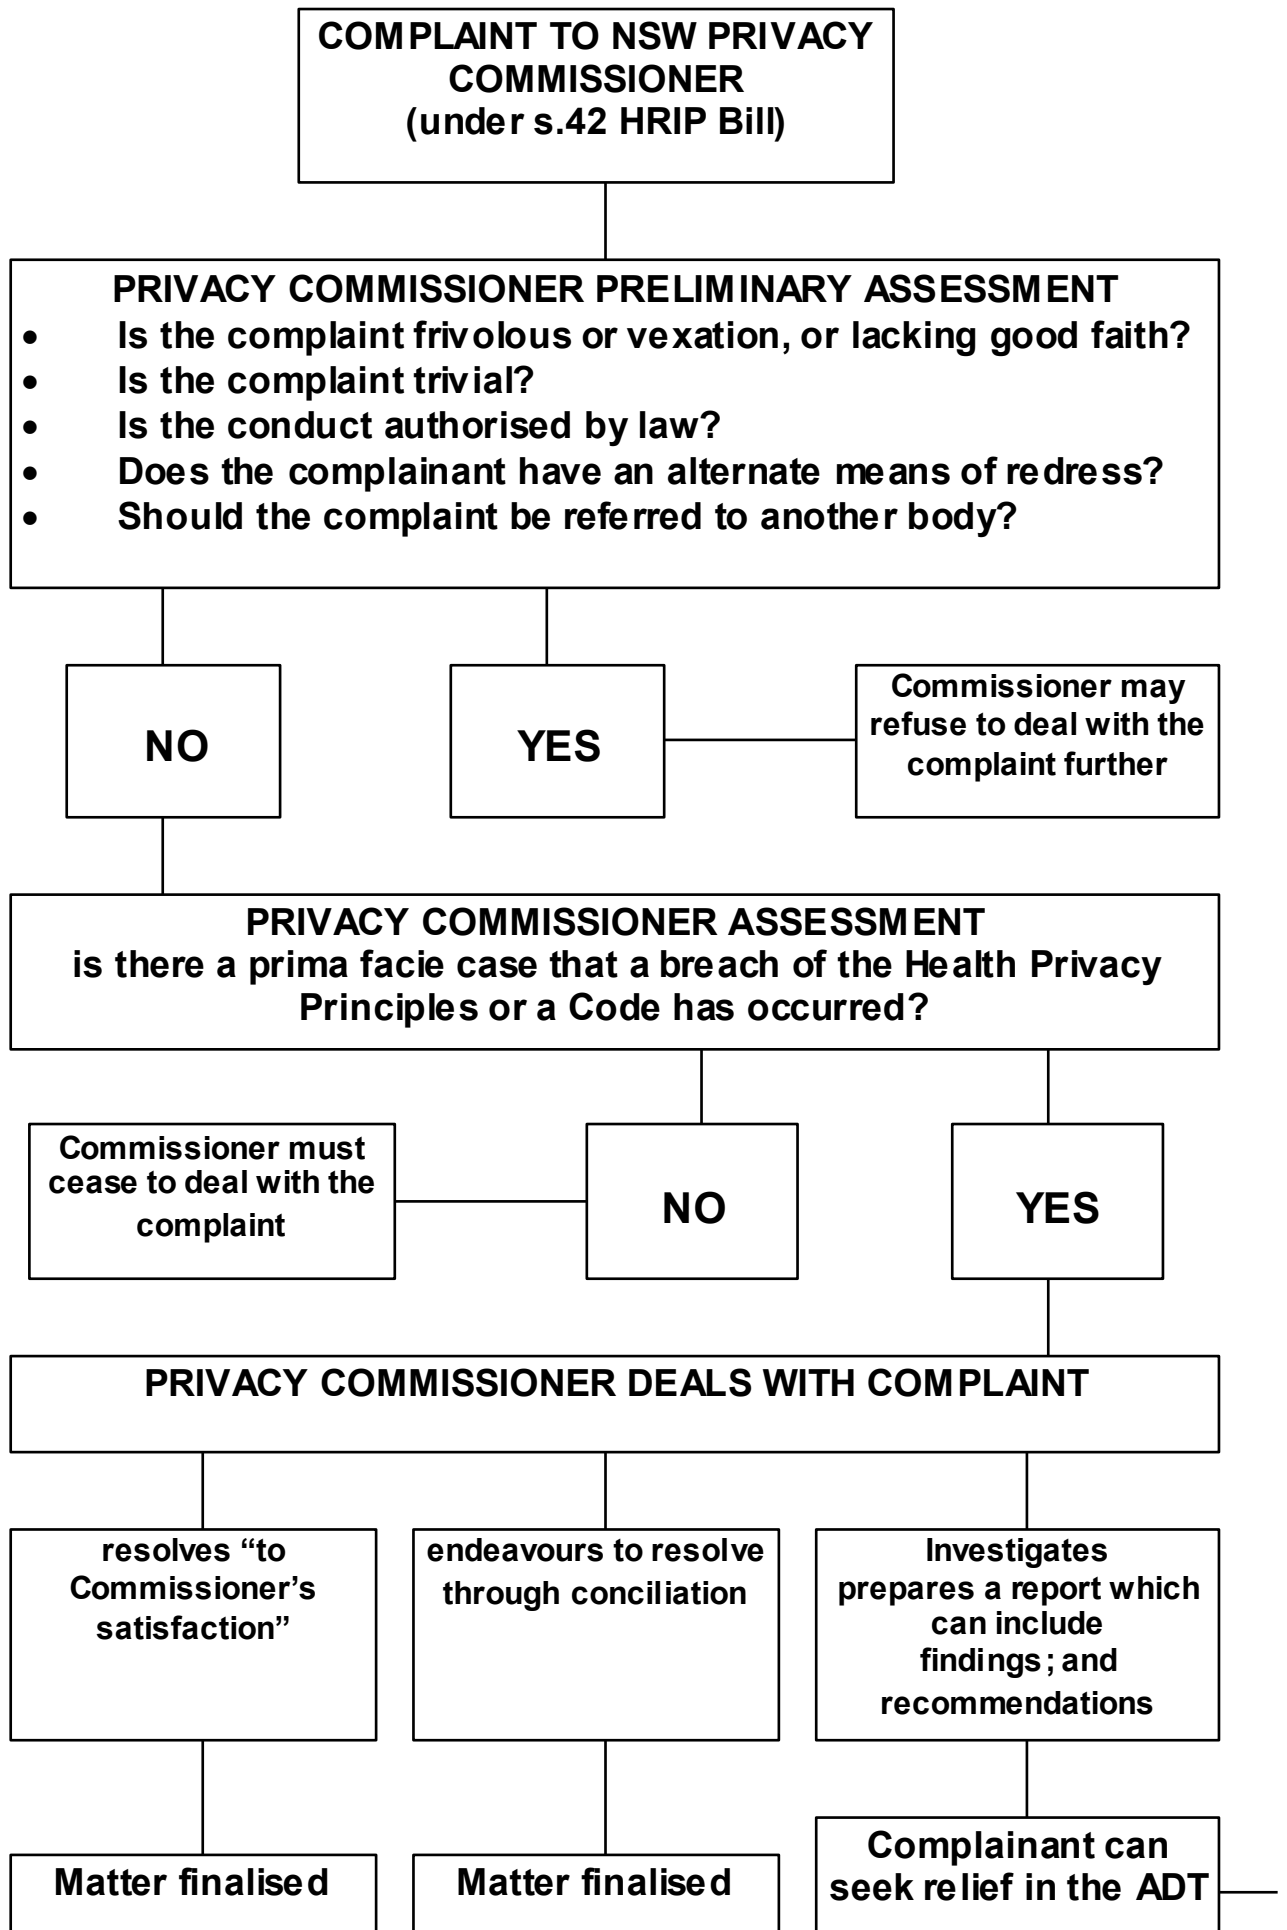 COMPLAINT TO NSW PRIVACY
COMMISSIONER
(under s.42 HRIP Bill)
PRIVACY COMMISSIONER PRELIMINARY ASSESSMENT
• Is the complaint frivolous or vexation, or lacking good faith?
• Is the complaint trivial?
• Is the conduct authorised by law?
• Does the complainant have an alternate means of redress?
• Should the complaint be referred to another body?
NO
YES
Commissioner may
refuse to deal with the
complaint further
PRIVACY COMMISSIONER ASSESSMENT
is there a prima facie case that a breach of the Health Privacy
Principles or a Code has occurred?
Commissioner must
cease to deal with the
complaint
NO
YES
PRIVACY COMMISSIONER DEALS WITH COMPLAINT
resolves “to
Commissioner’s
satisfaction”
endeavours to resolve
through conciliation
Investigates
prepares a report which
can include
findings; and
recommendations
Matter finalised
Matter finalised
Complainant can
seek relief in the ADT